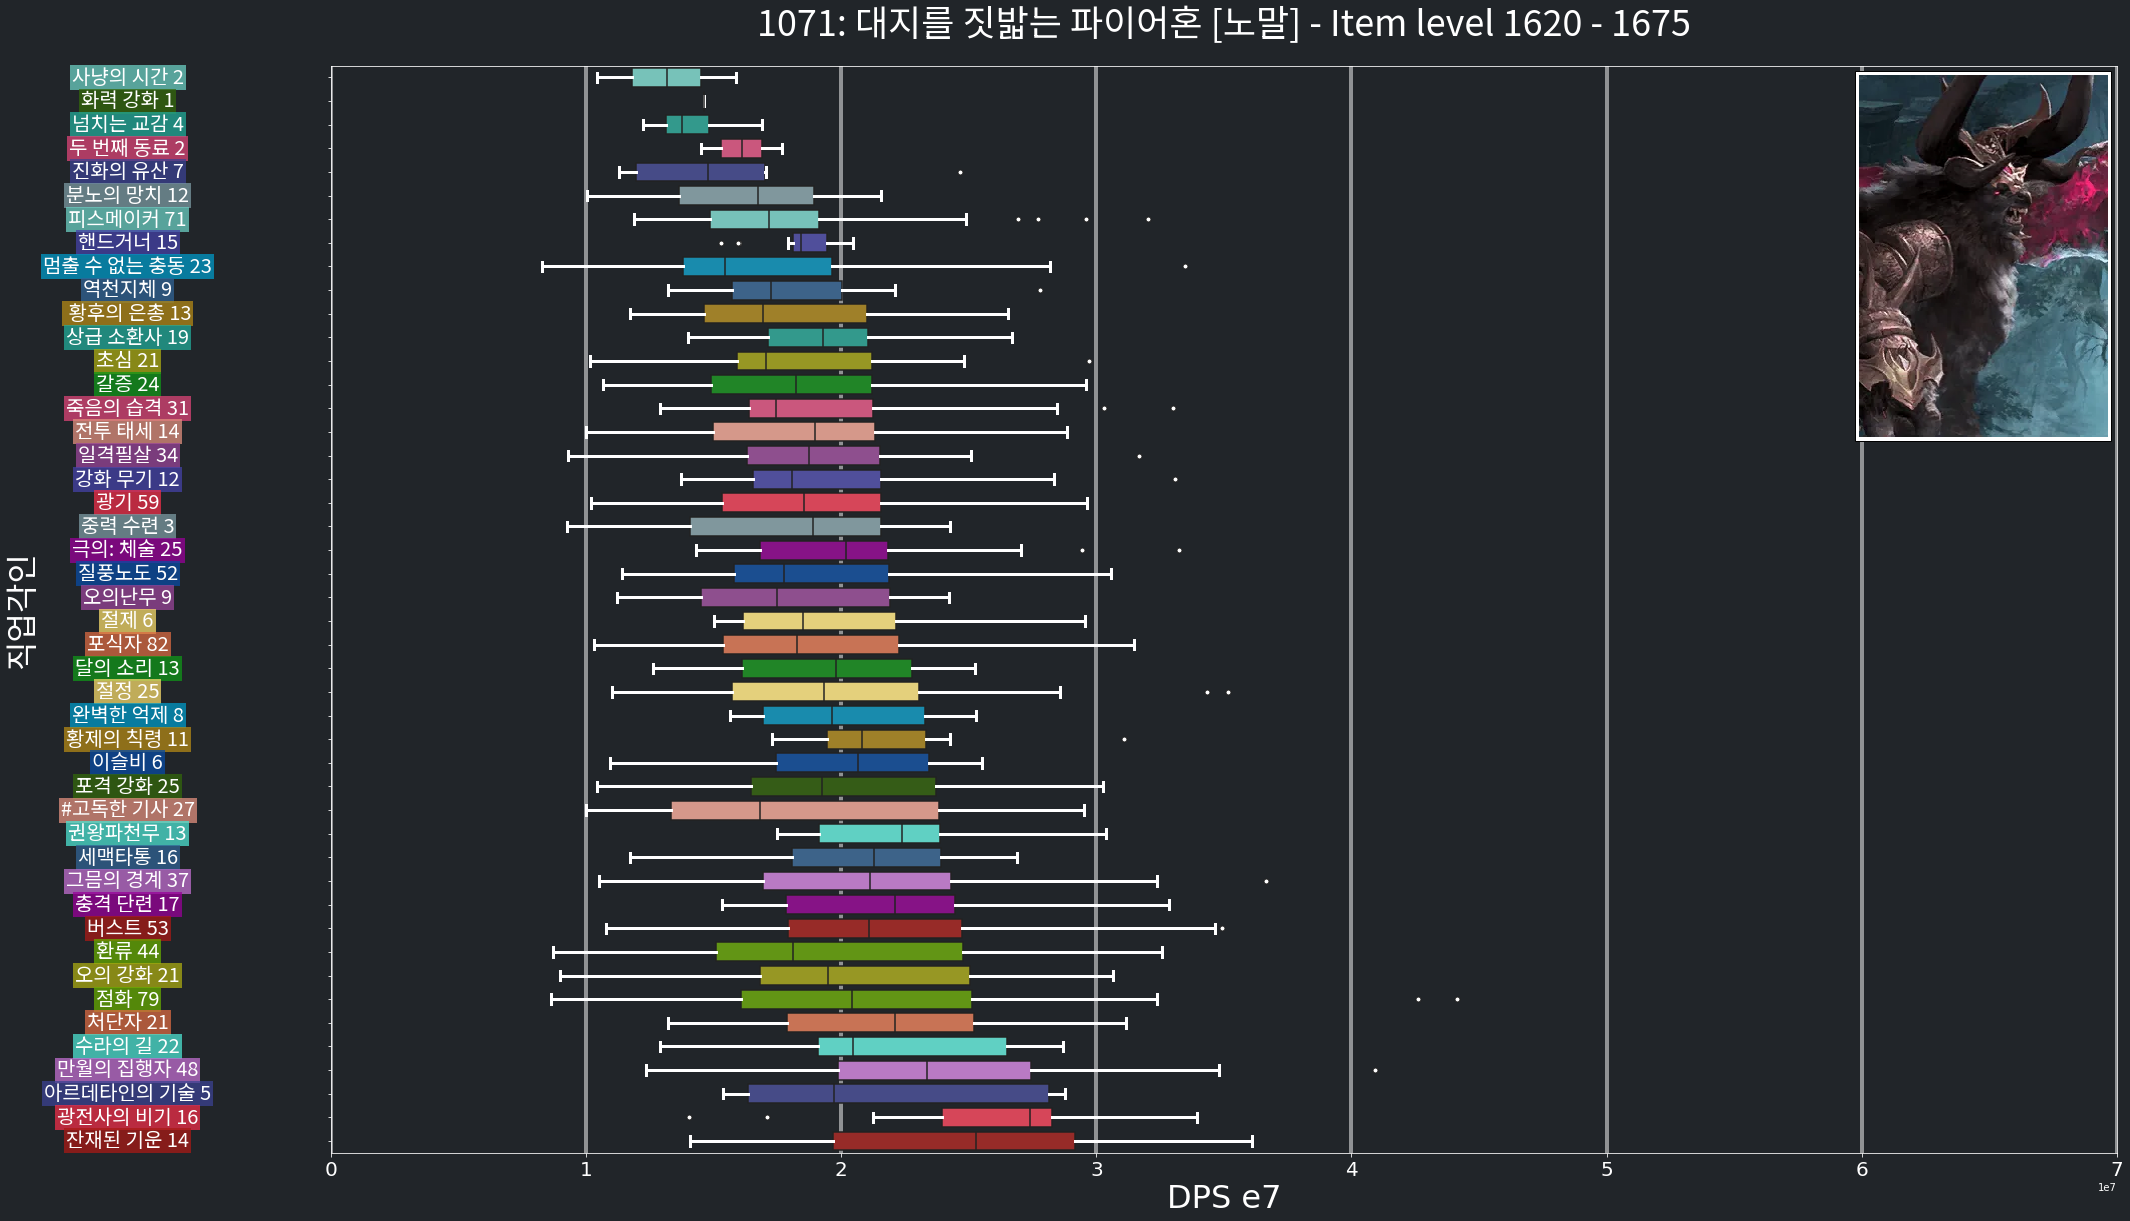 1071: 대지를 짓밟는 파이어혼 [노말] - Item level 1620 - 1675
직업각인
사냥의 시간 2
화력 강화 1
넘치는 교감 4
두 번째 동료 2
진화의 유산 7
분노의 망치 12
피스메이커 71
핸드거너 15
멈출 수 없는 충동 23
역천지체 9
황후의 은총 13
상급 소환사 19
초심 21
갈증 24
죽음의 습격 31
전투 태세 14
일격필살 34
강화 무기 12
광기 59
중력 수련 3
극의: 체술 25
질풍노도 52
오의난무 9
절제 6
포식자 82
달의 소리 13
절정 25
완벽한 억제 8
황제의 칙령 11
이슬비 6
포격 강화 25
#고독한 기사 27
권왕파천무 13
세맥타통 16
그믐의 경계 37
충격 단련 17
버스트 53
환류 44
오의 강화 21
점화 79
처단자 21
수라의 길 22
만월의 집행자 48
아르데타인의 기술 5
광전사의 비기 16
잔재된 기운 14
0 1 2 3 4 5 6 7
1e7
DPS e7